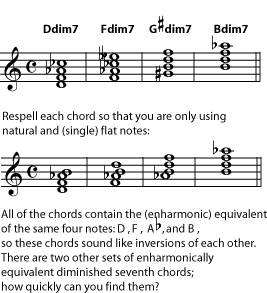 Ddim7 Fdim7 G#dim7 Bdim7
Respell each chord so that you are only using
natural and (single) flat notes:
All of the chords contain the (enharmonic) equivalent
of the same four notes: D , F , A♭, and B ,
so these chords sound like inversions of each other.
There are two other sets of enharmonically
equivalent diminished seventh chords;
how quickly can you find them?